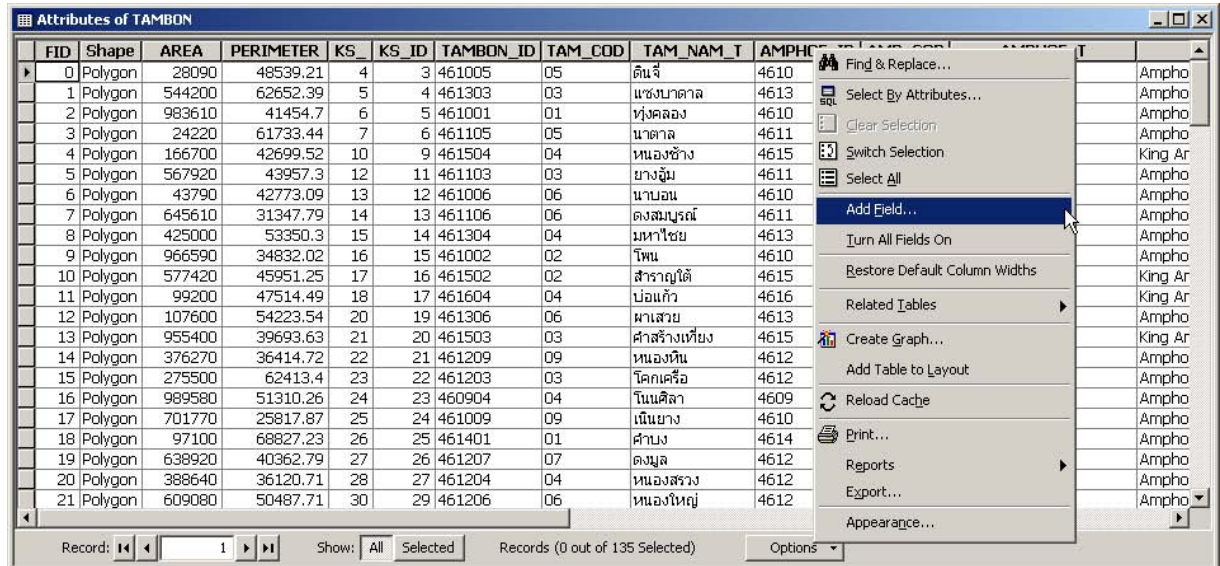 Attributes of TAMBON
FID Shape AREA PERIMETER KS_ KS_ID TAMBON_ID TAM_COD TAM_NAM_T
0 Polygon 28090 48539.21 4 3 461005 05 ดินจี่ 4610 Ampho
1 Polygon 544200 62652.39 5 4 461303 03 แซงบาดาล 4613 Ampho
2 Polygon 983610 41454.7 6 5 461001 01 ทุ่งคลอง 4610 Ampho
3 Polygon 24220 61733.44 7 6 461105 05 นาตาล 4611 Ampho
4 Polygon 166700 42699.52 10 9 461504 04 หนองช้าง 4615 King Ar
5 Polygon 567920 43957.3 12 11 461103 03 ยางอู้ม 4611 Ampho
6 Polygon 43790 42773.09 13 12 461006 06 นาบอน 4610 Ampho
7 Polygon 645610 31347.79 14 13 461106 06 ดงสมบูรณ์ 4611 Ampho
8 Polygon 425000 53350.3 15 14 461304 04 มหาไชย 4613 Ampho
9 Polygon 966590 34832.02 16 15 461002 02 โพน 4610 Ampho
10 Polygon 577420 45951.25 17 16 461502 02 สำราญใต้ 4615 King Ar
11 Polygon 99200 47514.49 18 17 461604 04 บ่อแก้ว 4616 King Ar
12 Polygon 107600 54223.54 20 19 461306 06 ผาเสวย 4613 Ampho
13 Polygon 955400 39693.63 21 20 461503 03 คำสร้างเที่ยง 4615 King Ar
14 Polygon 376270 36414.72 22 21 461209 09 หนองหิน 4612 Ampho
15 Polygon 275500 62413.4 23 22 461203 03 โคกเครือ 4612 Ampho
16 Polygon 989580 51310.26 24 23 460904 04 โนนศิลา 4609 Ampho
17 Polygon 701770 25817.87 25 24 461009 09 เนินยาง 4610 Ampho
18 Polygon 97100 68827.23 26 25 461401 01 คำบง 4614 Ampho
19 Polygon 638920 40362.79 27 26 461207 07 ดงมูล 4612 Ampho
20 Polygon 388640 36120.71 28 27 461204 04 หนองสรวง 4612 Ampho
21 Polygon 609080 50487.71 30 29 461206 06 หนองใหญ่ 4612 Ampho
Find & Replace...
SQL Select By Attributes...
Clear Selection
Switch Selection
Select All
Add Field...
Turn All Fields On
Restore Default Column Widths
Related Tables
Create Graph...
Add Table to Layout
Reload Cache
Print...
Reports
Export...
Appearance...
Record: 1 Show: All Selected Records (0 out of 135 Selected) Options